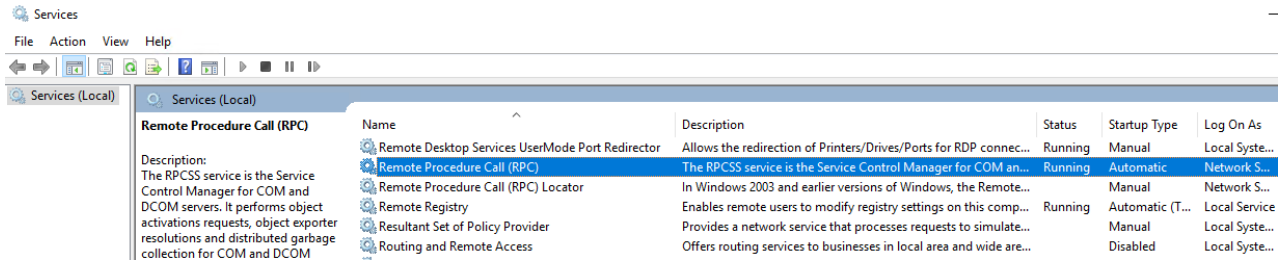 Services
File Action View Help
Services (Local)
Services (Local)
Remote Procedure Call (RPC)
Description:
The RPCSS service is the Service
Control Manager for COM and
DCOM servers. It performs object
activations requests, object exporter
resolutions and distributed garbage
collection for COM and DCOM
Name Description Status Startup Type Log On As
Remote Desktop Services UserMode Port Redirector Allows the redirection of Printers/Drives/Ports for RDP connec... Running Manual Local Syste...
Remote Procedure Call (RPC) The RPCSS service is the Service Control Manager for COM an... Running Automatic Network S...
Remote Procedure Call (RPC) Locator In Windows 2003 and earlier versions of Windows, the Remote... Manual Network S...
Remote Registry Enables remote users to modify registry settings on this comp... Running Automatic (T... Local Service
Resultant Set of Policy Provider Provides a network service that processes requests to simulate... Manual Local Syste...
Routing and Remote Access Offers routing services to businesses in local area and wide are... Disabled Local Syste...